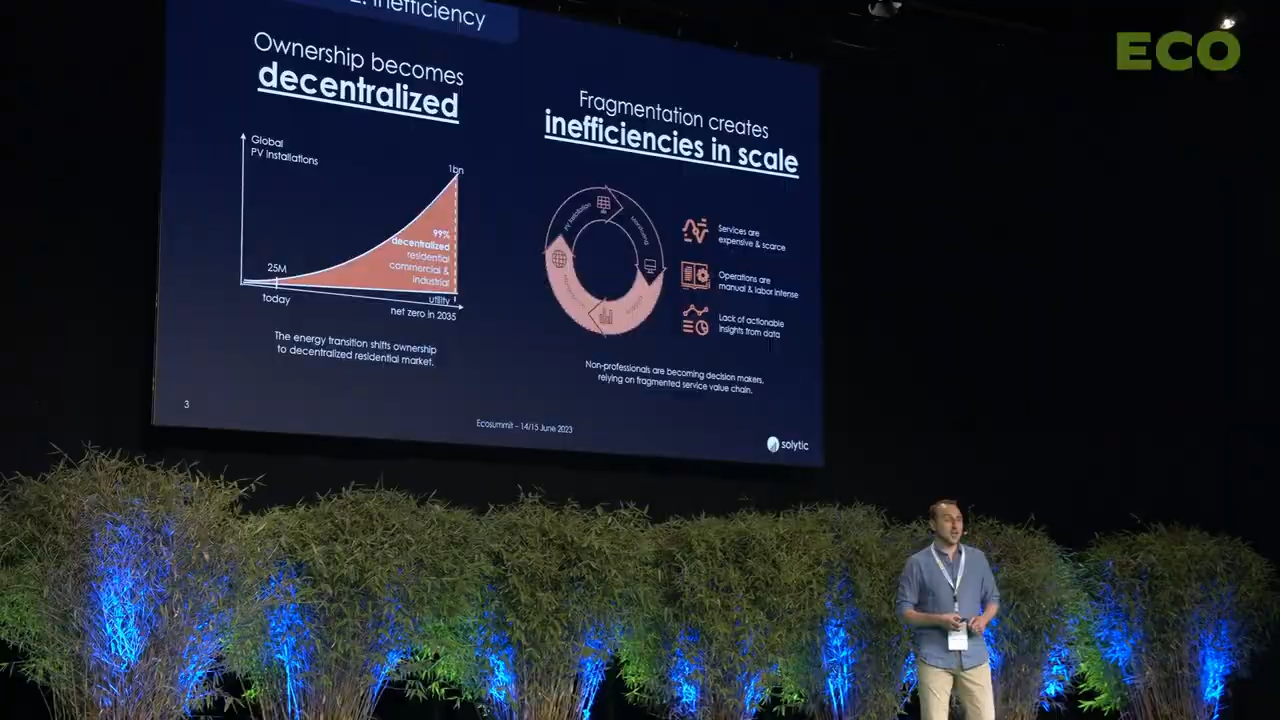 inefficiency
ECO
Ownership becomes
decentralized
Global
PV Installations
1bn
99%
decentralized
residential
commercial &
industrial
25M
today
utility
net zero in 2035
The energy transition shifts ownership
to decentralized residential market.
Fragmentation creates
inefficiencies in scale
PV Installation
Monitoring
Services are
expensive & scarce
Operations are
manual & labor intense
Lack of actionable
insights from data
Non-professionals are becoming decision makers,
relying on fragmented service value chain.
3
Ecosummit – 14/15 June 2023
solytic